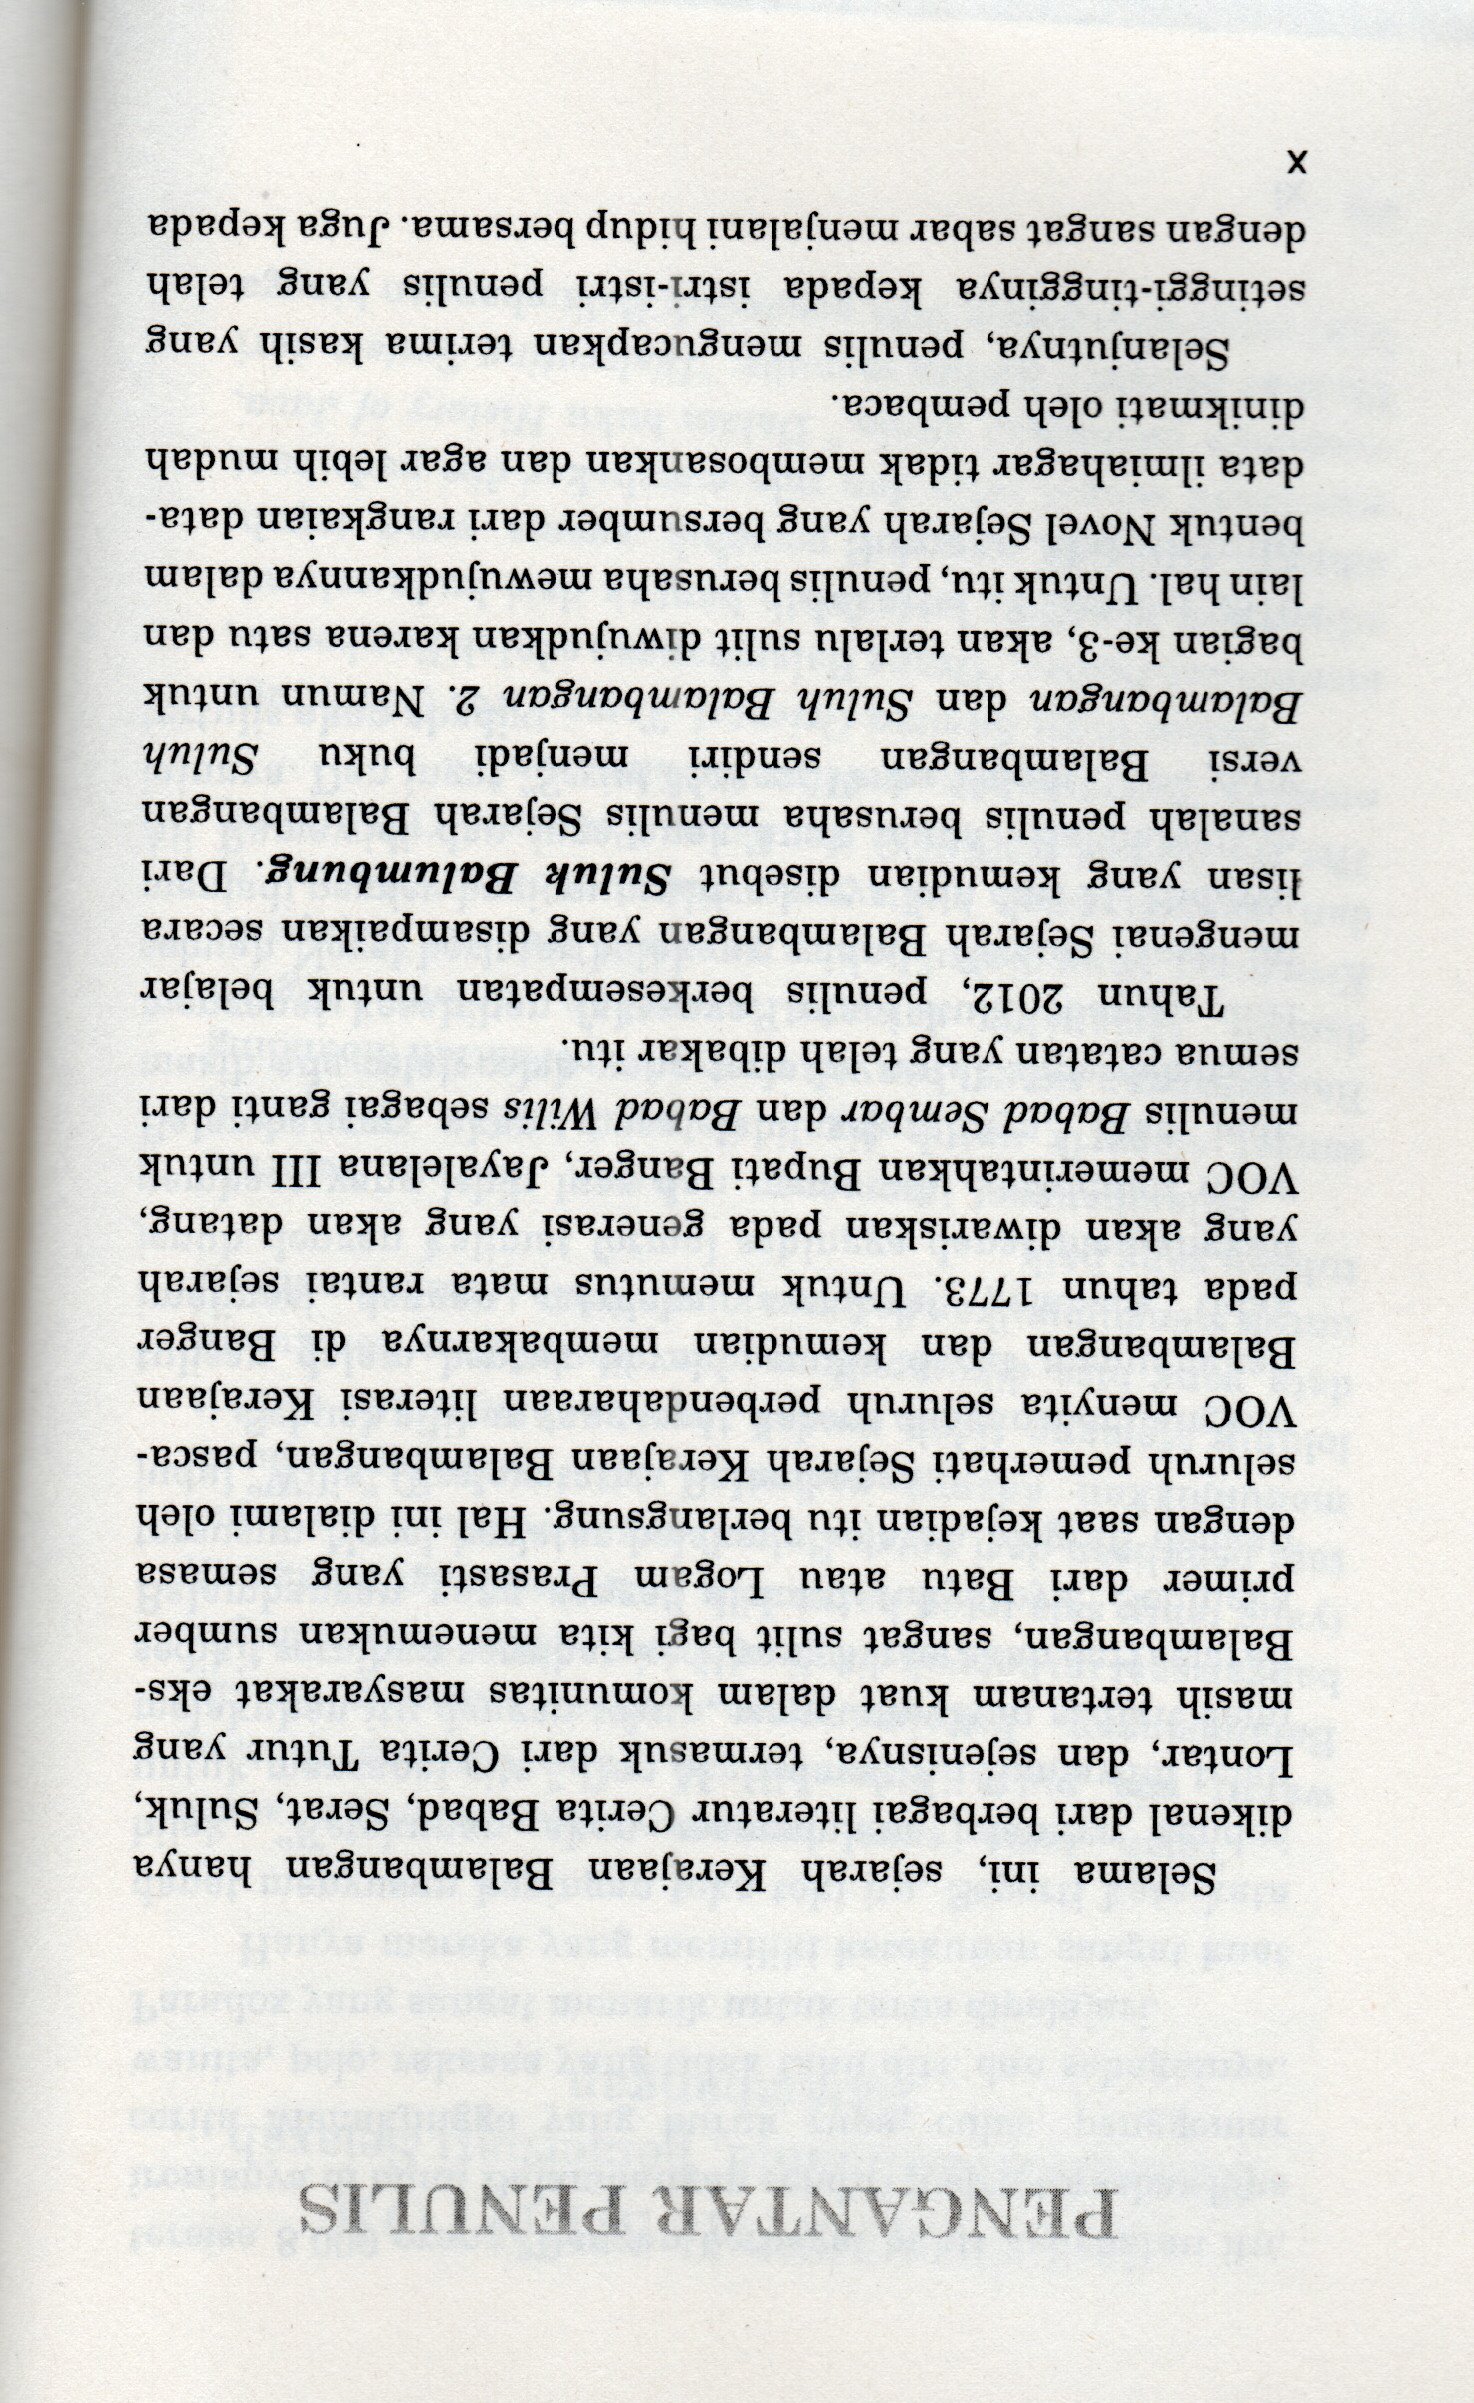 PENGANTAR PENULIS
Selama ini, sejarah Kerajaan Balambangan hanya
dikenal dari berbagai literatur Cerita Babad, Serat, Suluk,
Lontar, dan sejenisnya, termasuk dari Cerita Tutur yang
masih tertanam kuat dalam komunitas masyarakat eks-
Balambangan, sangat sulit bagi kita menemukan sumber
primer dari Batu atau Logam Prasasti yang semasa
dengan saat kejadian itu berlangsung. Hal ini dialami oleh
seluruh pemerhati Sejarah Kerajaan Balambangan, pasca-
VOC menyita seluruh perbendaharaan literasi Kerajaan
Balambangan dan kemudian membakarnya di Banger
pada tahun 1773. Untuk memutus mata rantai sejarah
yang akan diwariskan pada generasi yang akan datang,
VOC memerintahkan Bupati Banger, Jayalelana III untuk
menulis Babad Sembar dan Babad Wilis sebagai ganti dari
semua catatan yang telah dibakar itu.
Tahun 2012, penulis berkesempatan untuk belajar
mengenai Sejarah Balambangan yang disampaikan secara
lisan yang kemudian disebut Suluk Balumbung. Dari
sanalah penulis berusaha menulis Sejarah Balambangan
versi Balambangan sendiri menjadi buku Suluh
Balambangan dan Suluh Balambangan 2. Namun untuk
bagian ke-3, akan terlalu sulit diwujudkan karena satu dan
lain hal. Untuk itu, penulis berusaha mewujudkannya dalam
bentuk Novel Sejarah yang bersumber dari rangkaian data-
data ilmiahagar tidak membosankan dan agar lebih mudah
dinikmati oleh pembaca.
Selanjutnya, penulis mengucapkan terima kasih yang
setinggi-tingginya kepada istri-istri penulis yang telah
dengan sangat sabar menjalani hidup bersama. Juga kepada
x